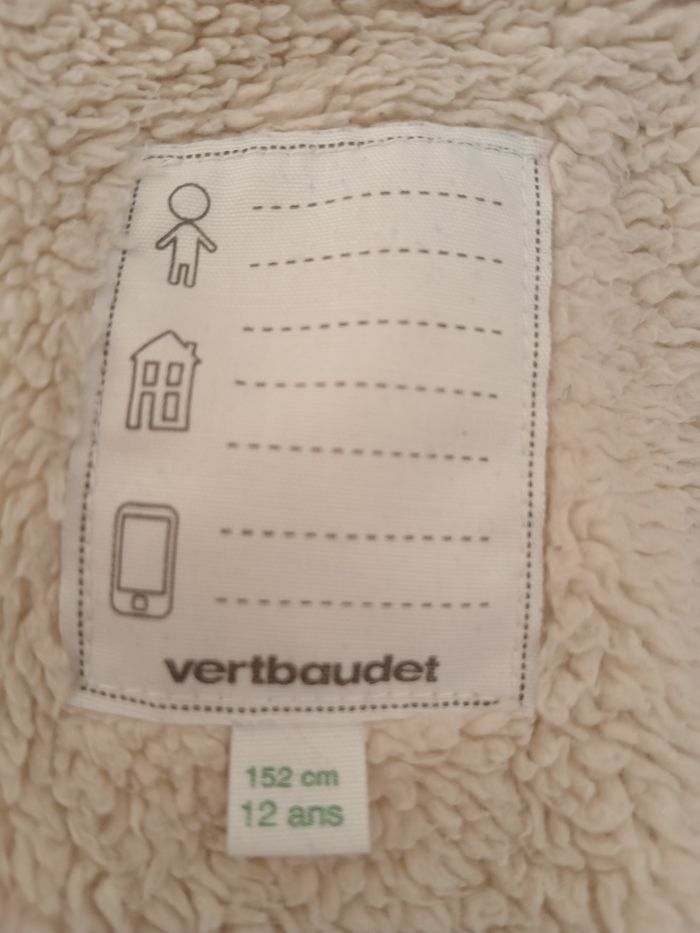 vertbaudet
152 cm
12 ans